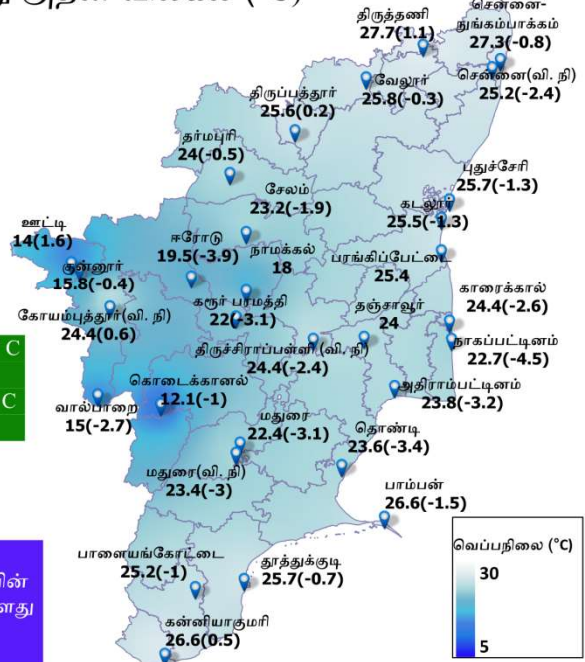 திருத்தணி
27.7(1.1)
சென்னை-
நுங்கம்பாக்கம்
27.3(-0.8)
வேலூர்
25.8(-0.3)
சென்னை(வி. நி)
25.2(-2.4)
திருப்பத்தூர்
25.6(0.2)
தர்மபுரி
24(-0.5)
சேலம்
23.2(-1.9)
புதுச்சேரி
25.7(-1.3)
கடலூர்
25.5(-1.3)
ஊட்டி
14(1.6)
குன்னூர்
15.8(-0.4)
ஈரோடு
19.5(-3.9)
நாமக்கல்
18
பரங்கிப்பேட்டை
25.4
காரைக்கால்
24.4(-2.6)
கோயம்புத்தூர்(வி. நி)
24.4(0.6)
கரூர் பரமத்தி
22(-3.1)
தஞ்சாவூர்
24
நாகப்பட்டினம்
22.7(-4.5)
திருச்சிராப்பள்ளி (வி. நி)
24.4(-2.4)
C
C
கொடைக்கானல்
12.1(-1)
அதிராம்பட்டினம்
23.8(-3.2)
வால்பாறை
15(-2.7)
மதுரை
22.4(-3.1)
தொண்டி
23.6(-3.4)
மதுரை(வி. நி)
23.4(-3)
பாம்பன்
26.6(-1.5)
பாளையங்கோட்டை
25.2(-1)
தூத்துக்குடி
25.7(-0.7)
கன்னியாகுமரி
26.6(0.5)
வெப்பநிலை (°C)
30
5